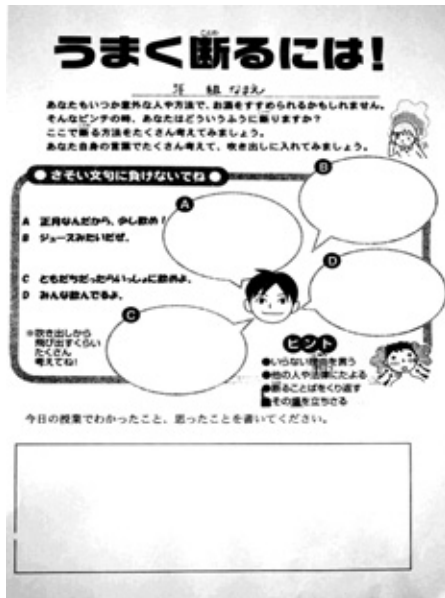 うまく断るには!
ことわ
年 組 なまえ
あなたもいつか意外な人や方法で、お酒をすすめられるかもしれません。
そんなピンチの時、あなたはどういうふうに断りますか?
ここで断る方法をたくさん考えてみましょう。
あなた自身の言葉でたくさん考えて、吹き出しに入れてみましょう。
●さそい文句に負けないでね●
A 正月なんだから、少し飲め!
B ジュースみたいだぜ。
C ともだちだったらいっしょに飲めよ。
D みんな飲んでるよ。
A
B
C
D
※吹き出しから
飛び出すくらい
たくさん
考えてね!
ヒント
●いらない理由を言う
●他の人や法律にたよる
●断ることばをくり返す
その場を立ちさる
今日の授業でわかったこと、思ったことを書いてください。